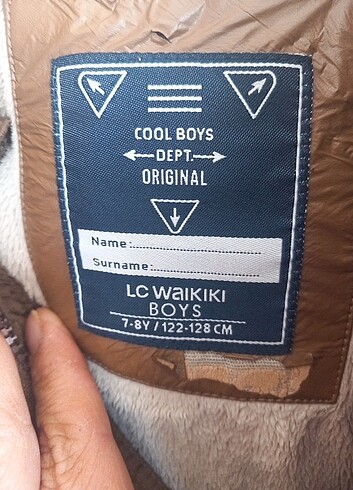 COOL BOYS
DEPT.
ORIGINAL
Name:
Surname:
LC WAIKIKI
BOYS
7-8Y / 122-128 CM